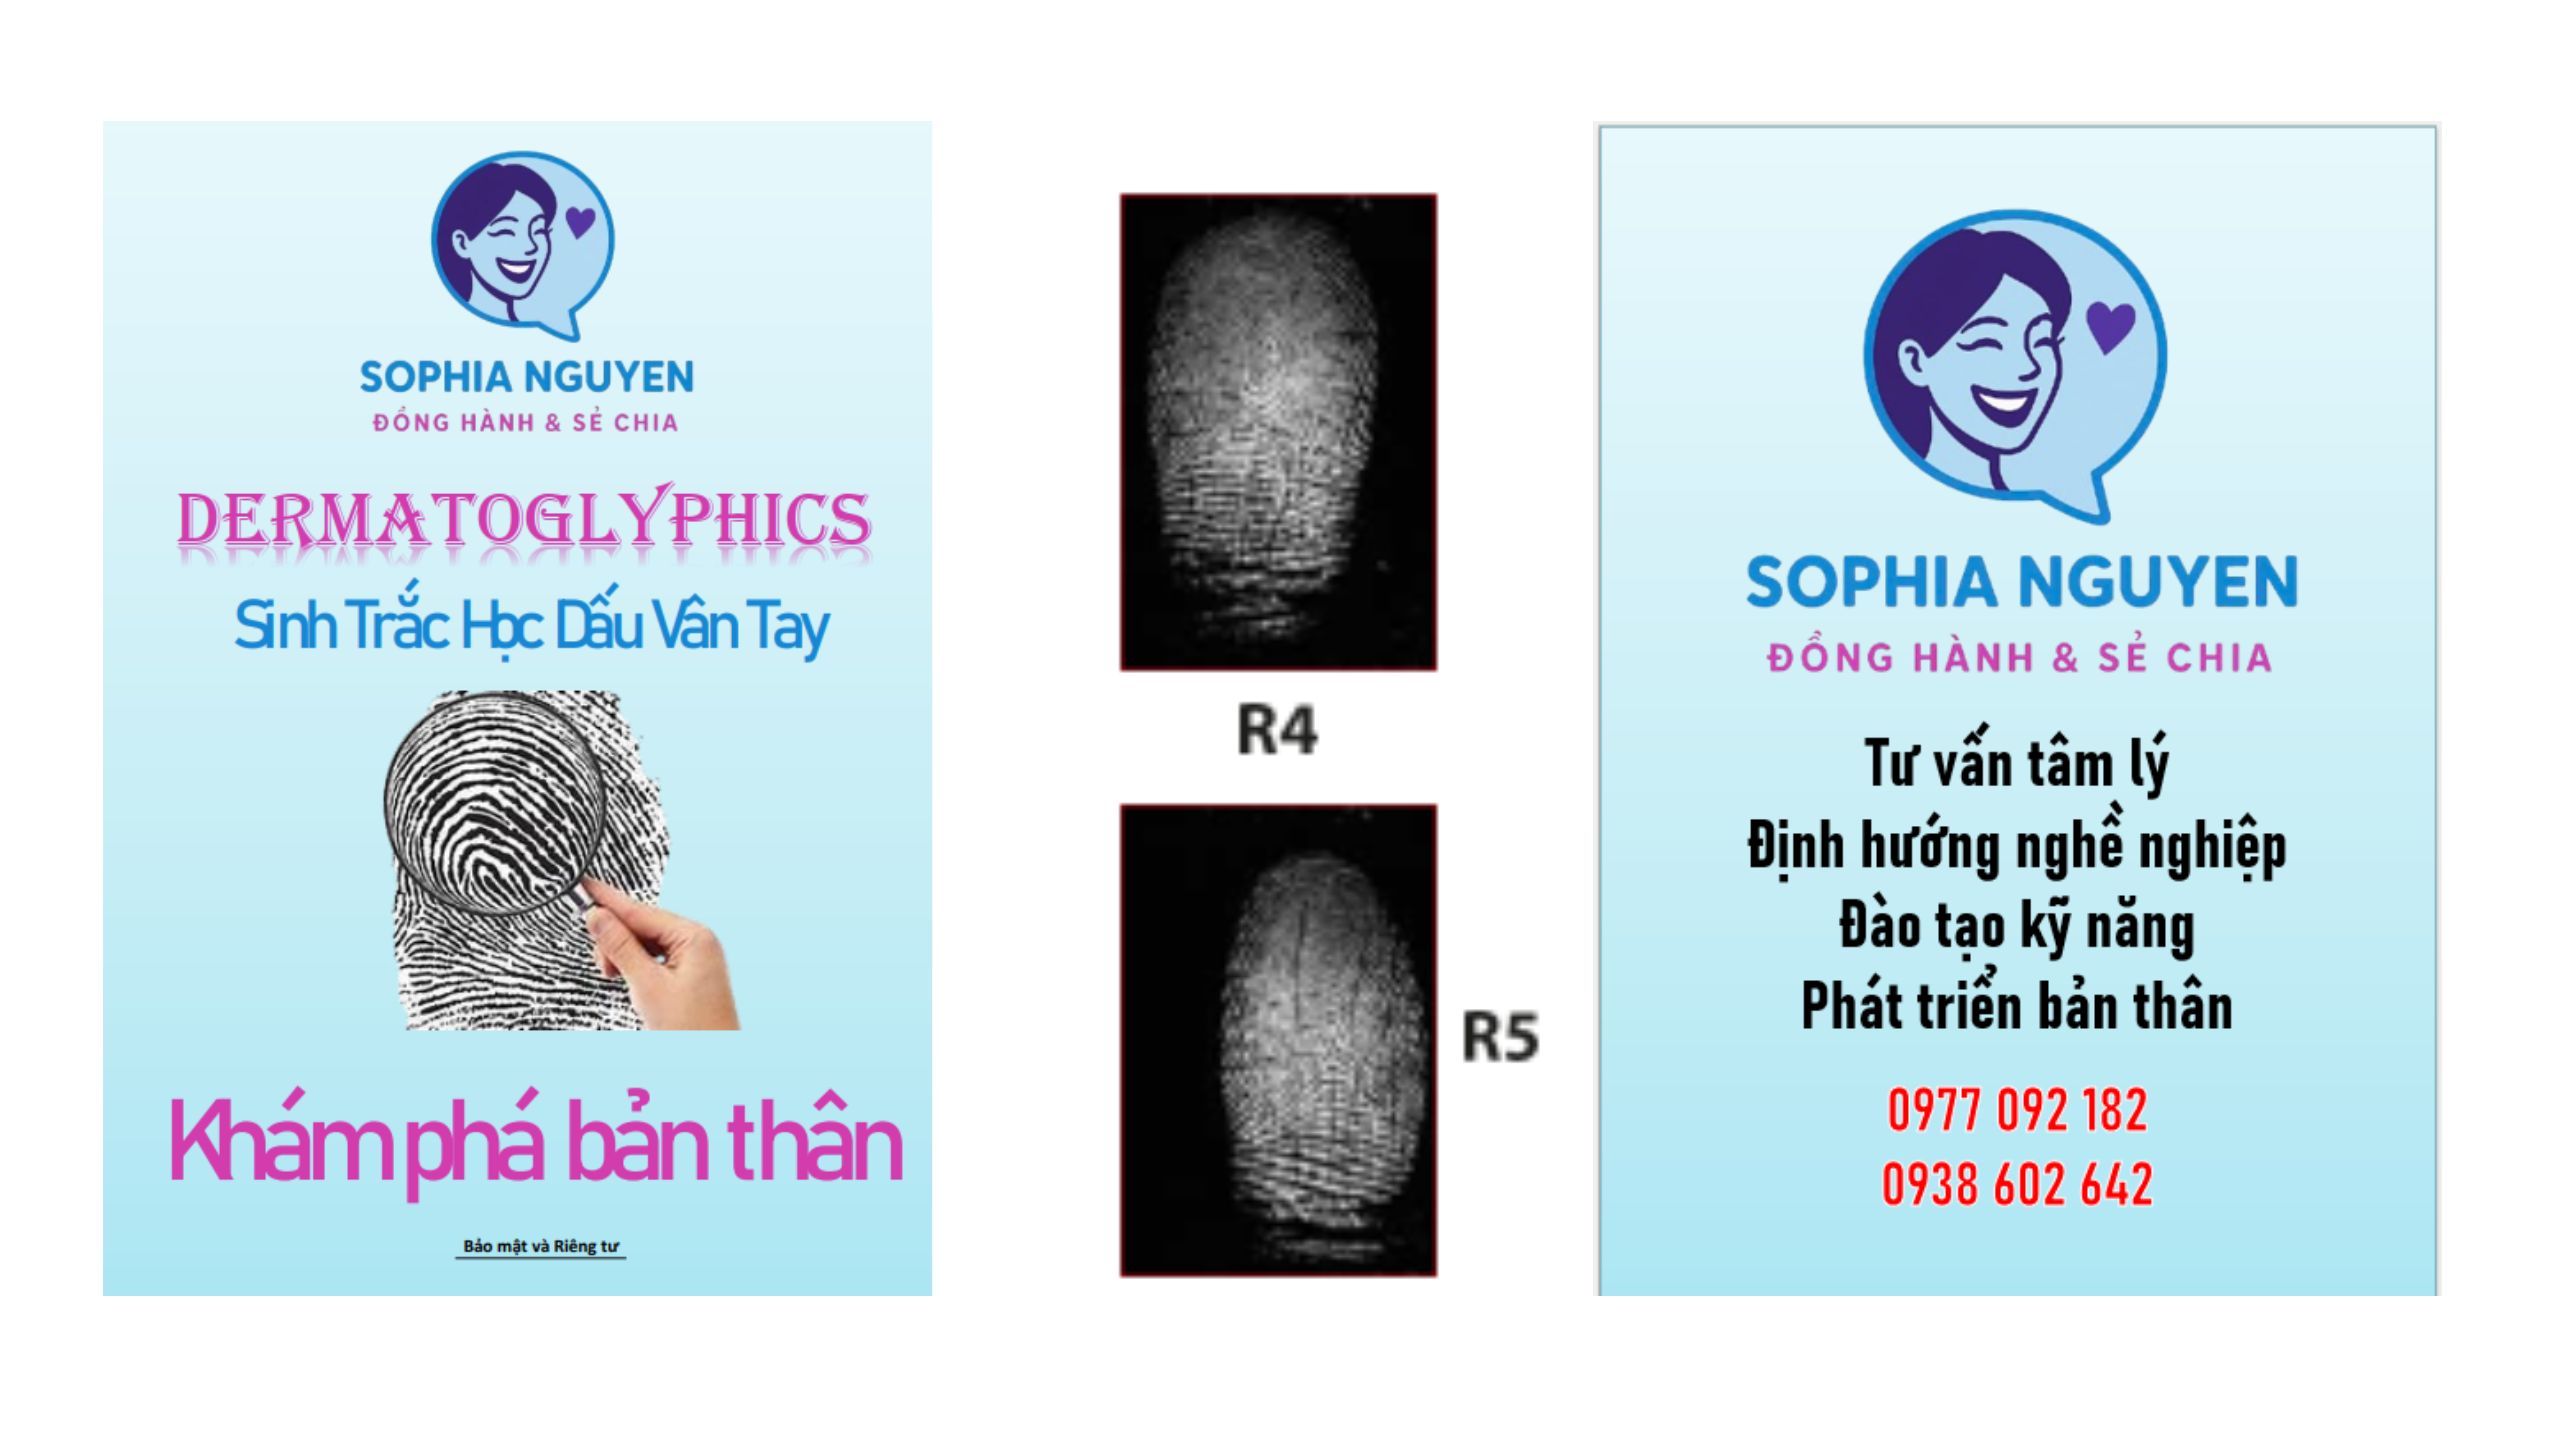 SOPHIA NGUYEN
ĐỒNG HÀNH & SẺ CHIA
DERMATOGLYPHICS
Sinh Trắc Học Dấu Vân Tay
Khám phá bản thân
Bảo mật và Riêng tư
R4
R5
SOPHIA NGUYEN
ĐỒNG HÀNH & SẺ CHIA
Tư vấn tâm lý
Định hướng nghề nghiệp
Đào tạo kỹ năng
Phát triển bản thân
0977 092 182
0938 602 642